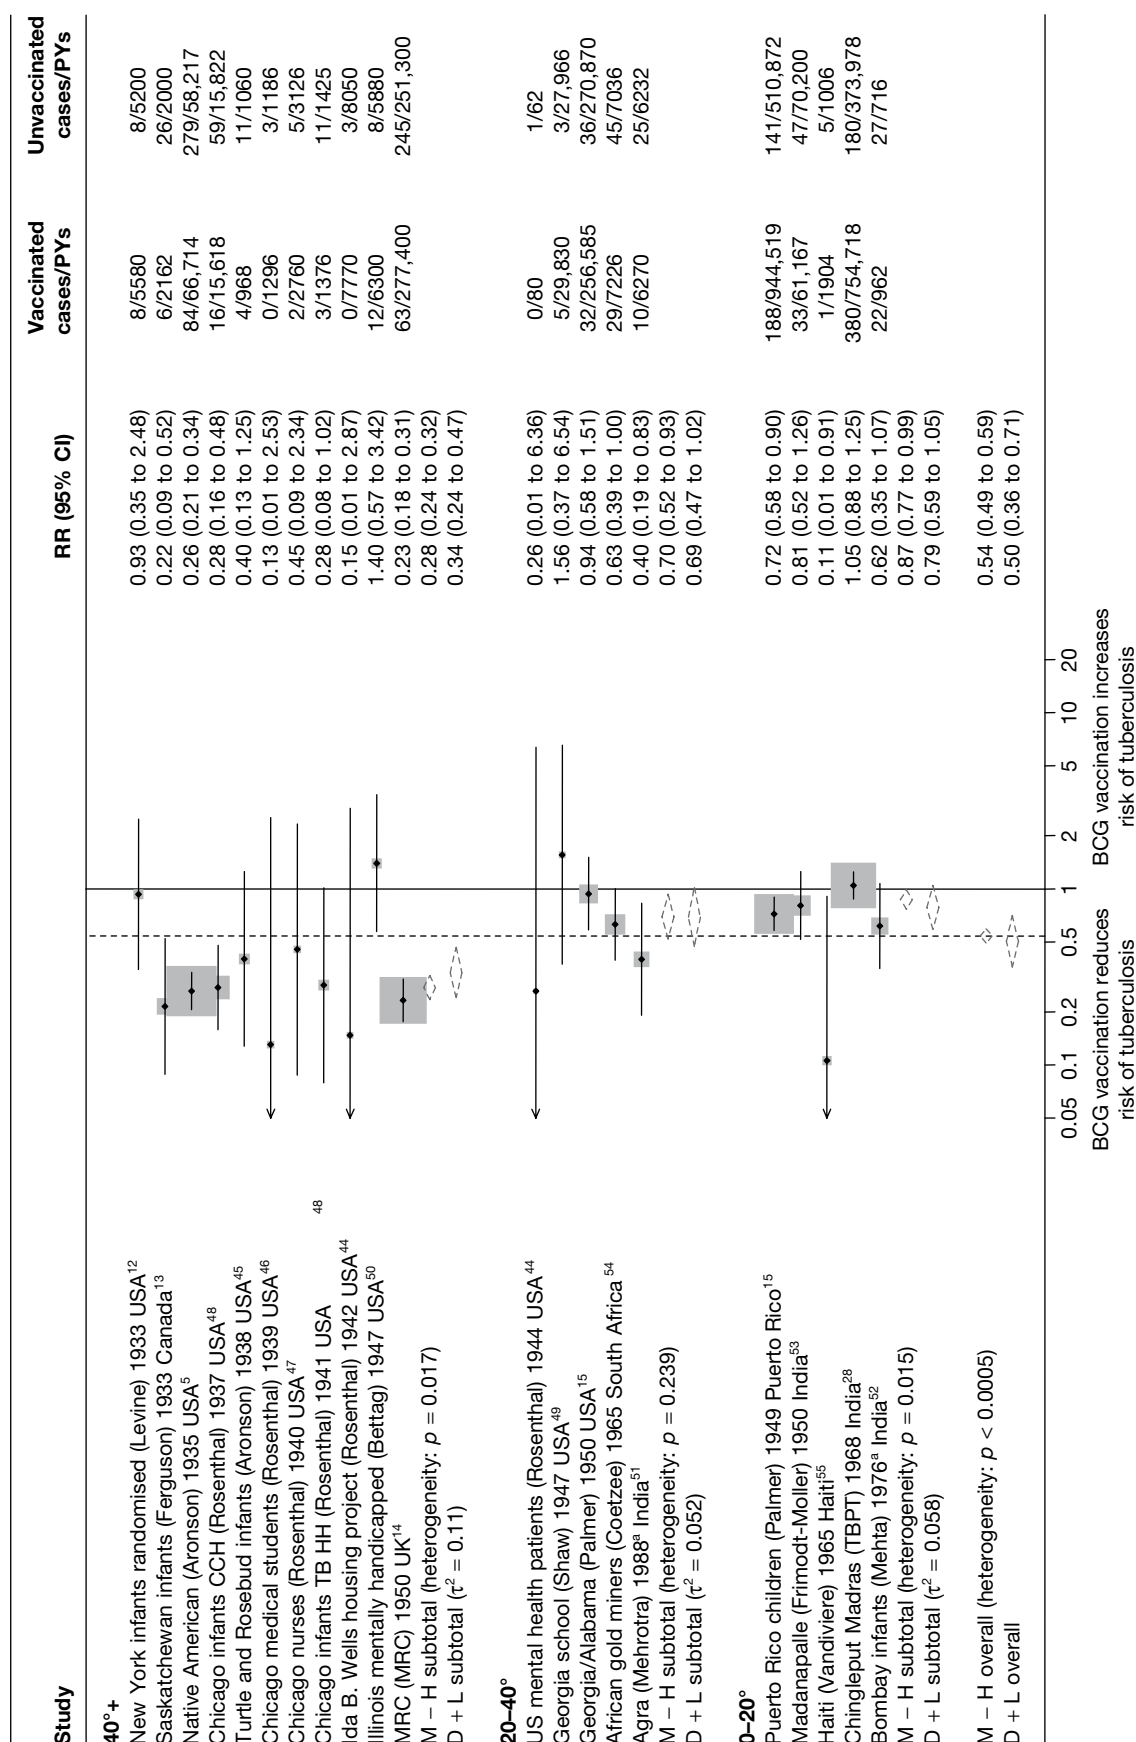 Study RR (95% CI) Vaccinated cases/PYs Unvaccinated cases/PYs
40°+
New York infants randomised (Levine) 1933 USA12 0.93 (0.35 to 2.48) 8/5580 8/5200
Saskatchewan infants (Ferguson) 1933 Canada13 0.22 (0.09 to 0.52) 6/2162 26/2000
Native American (Aronson) 1935 USA5 0.26 (0.21 to 0.34) 84/66,714 279/58,217
Chicago infants CCH (Rosenthal) 1937 USA48 0.28 (0.16 to 0.48) 16/15,618 59/15,822
Turtle and Rosebud infants (Aronson) 1938 USA45 0.40 (0.13 to 1.25) 4/968 11/1060
Chicago medical students (Rosenthal) 1939 USA46 0.13 (0.01 to 2.53) 0/1296 3/1186
Chicago nurses (Rosenthal) 1940 USA47 0.45 (0.09 to 2.34) 2/2760 5/3126
Chicago infants TB HH (Rosenthal) 1941 USA 48 0.28 (0.08 to 1.02) 3/1376 11/1425
Ida B. Wells housing project (Rosenthal) 1942 USA44 0.15 (0.01 to 2.87) 0/7770 3/8050
Illinois mentally handicapped (Bettag) 1947 USA50 1.40 (0.57 to 3.42) 12/6300 8/5880
MRC (MRC) 1950 UK14 0.23 (0.18 to 0.31) 63/277,400 245/251,300
M – H subtotal (heterogeneity: p = 0.017) 0.28 (0.24 to 0.32)
D + L subtotal (τ2 = 0.11) 0.34 (0.24 to 0.47)
20–40°
US mental health patients (Rosenthal) 1944 USA44 0.26 (0.01 to 6.36) 0/80 1/62
Georgia school (Shaw) 1947 USA49 1.56 (0.37 to 6.54) 5/29,830 3/27,966
Georgia/Alabama (Palmer) 1950 USA15 0.94 (0.58 to 1.51) 32/256,585 36/270,870
African gold miners (Coetzee) 1965 South Africa 54 0.63 (0.39 to 1.00) 29/7226 45/7036
Agra (Mehrotra) 1988a India51 0.40 (0.19 to 0.83) 10/6270 25/6232
M – H subtotal (heterogeneity: p = 0.239) 0.70 (0.52 to 0.93)
D + L subtotal (τ2 = 0.052) 0.69 (0.47 to 1.02)
0–20°
Puerto Rico children (Palmer) 1949 Puerto Rico15 0.72 (0.58 to 0.90) 188/944,519 141/510,872
Madanapalle (Frimodt-Moller) 1950 India53 0.81 (0.52 to 1.26) 33/61,167 47/70,200
Haiti (Vandiviere) 1965 Haiti55 0.11 (0.01 to 0.91) 1/1904 5/1006
Chingleput Madras (TBPT) 1968 India28 1.05 (0.88 to 1.25) 380/754,718 180/373,978
Bombay infants (Mehta) 1976a India52 0.62 (0.35 to 1.07) 22/962 27/716
M – H subtotal (heterogeneity: p = 0.015) 0.87 (0.77 to 0.99)
D + L subtotal (τ2 = 0.058) 0.79 (0.59 to 1.05)
M – H overall (heterogeneity: p < 0.0005) 0.54 (0.49 to 0.59)
D + L overall 0.50 (0.36 to 0.71)
0.05 0.1 0.2 0.5 1 2 5 10 20
BCG vaccination reduces BCG vaccination increases
risk of tuberculosis risk of tuberculosis